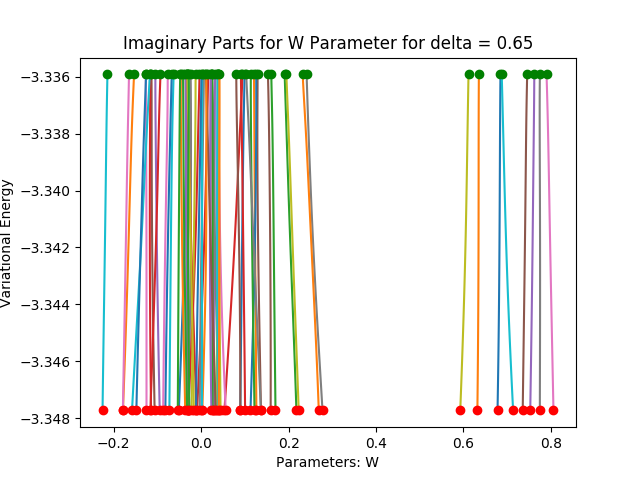 Imaginary Parts for W Parameter for delta = 0.65
−3.336
−3.338
−3.340
−3.342
−3.344
−3.346
−3.348
Variational Energy
−0.2 0.0 0.2 0.4 0.6 0.8
Parameters: W